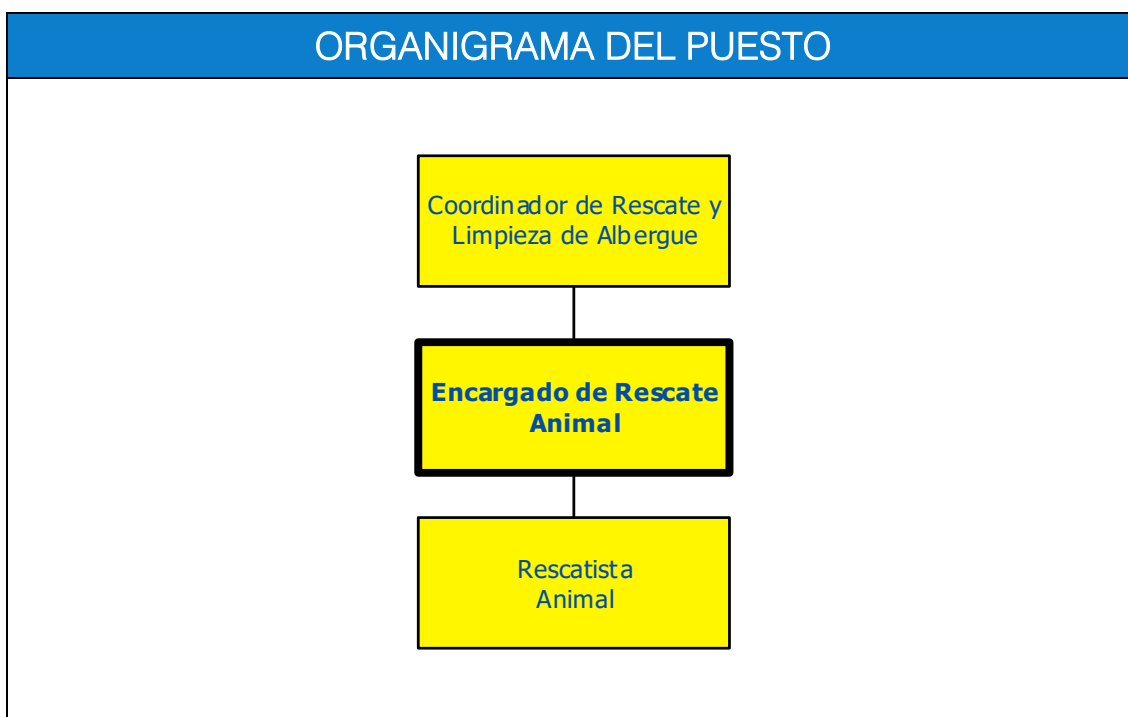 ORGANIGRAMA DEL PUESTO
Coordinador de Rescate y
Limpieza de Albergue
Encargado de Rescate
Animal
Rescatista
Animal